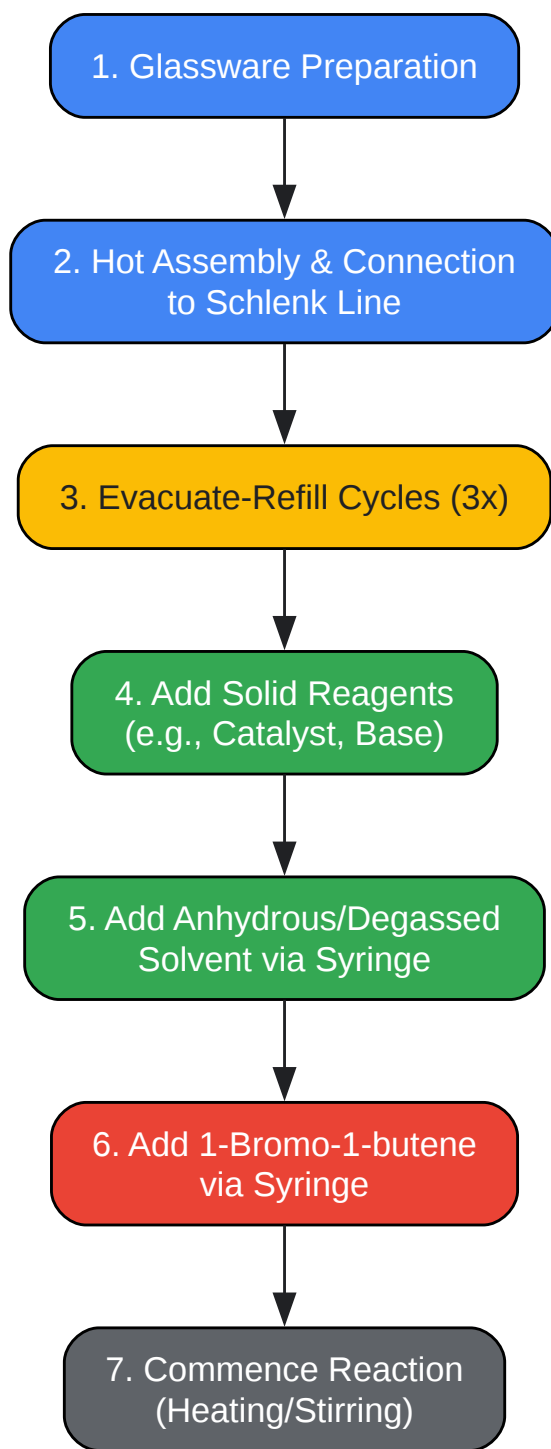 1. Glassware Preparation
2. Hot Assembly & Connection
to Schlenk Line
3. Evacuate-Refill Cycles (3x)
4. Add Solid Reagents
(e.g., Catalyst, Base)
5. Add Anhydrous/Degassed
Solvent via Syringe
6. Add 1-Bromo-1-butene
via Syringe
7. Commence Reaction
(Heating/Stirring)